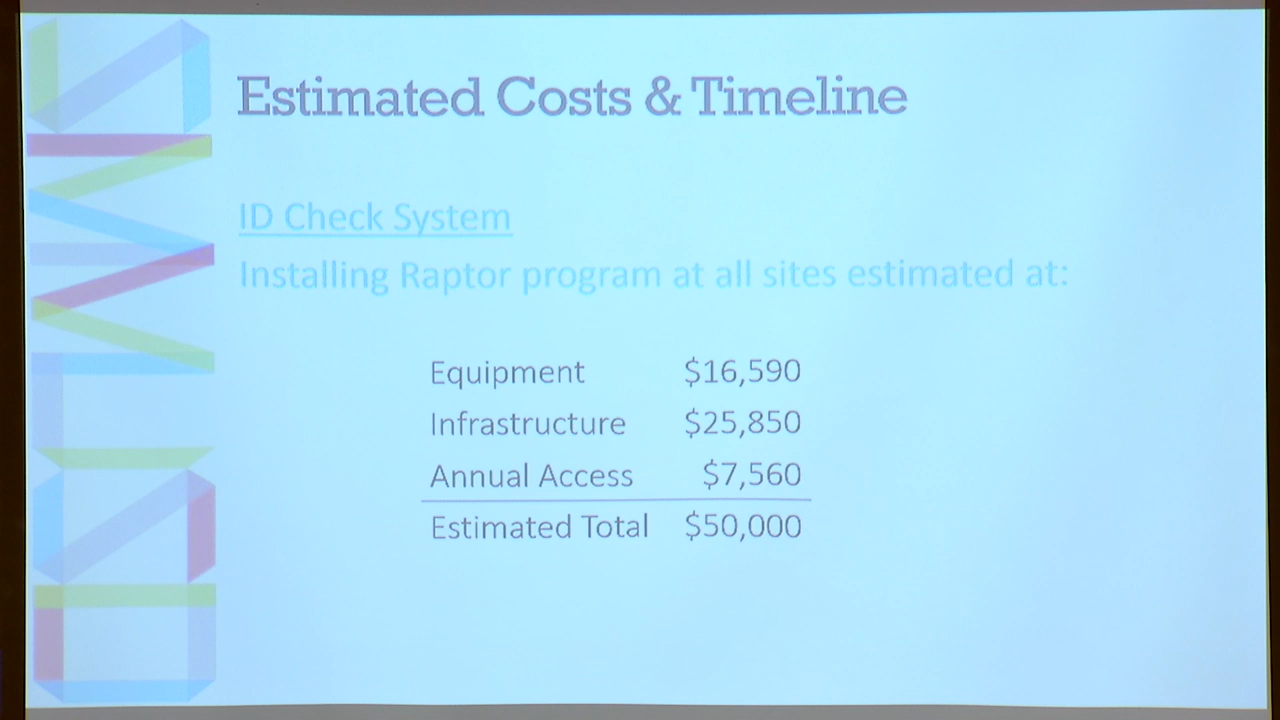 Estimated Costs & Timeline
ID Check System
Installing Raptor program at all sites estimated at:
Equipment $16,590
Infrastructure $25,850
Annual Access $7,560
Estimated Total $50,000